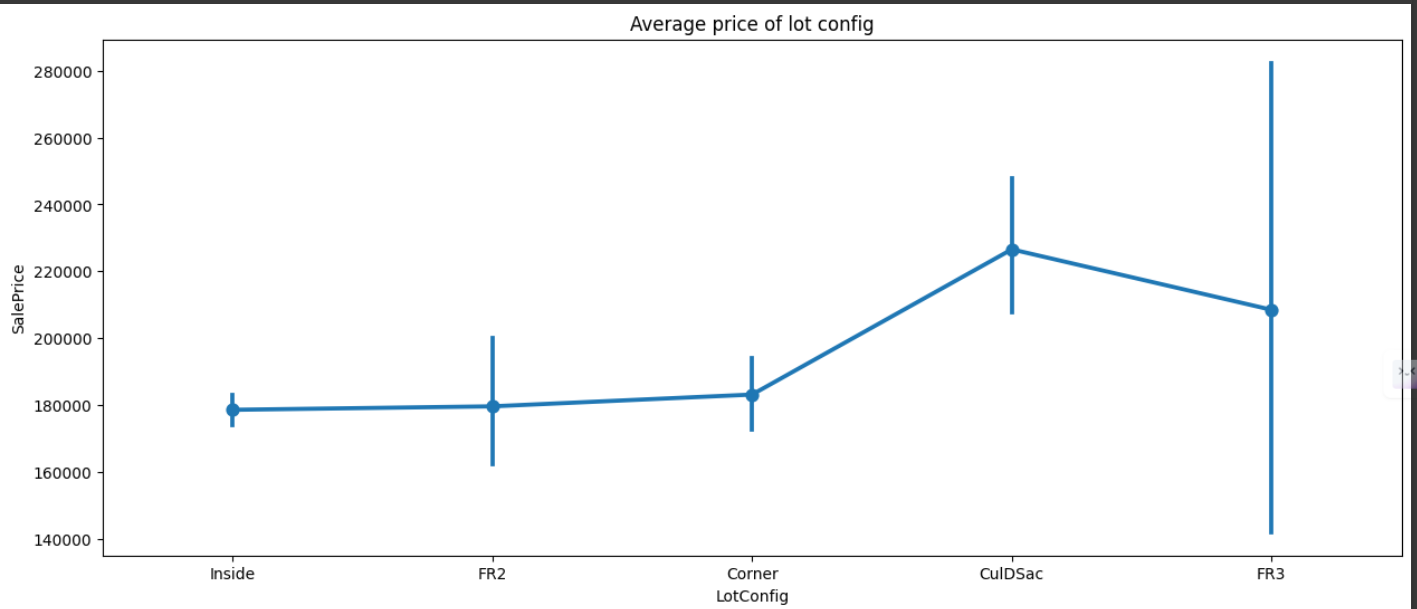 Average price of lot config
280000
260000
240000
220000
200000
180000
160000
140000
SalePrice
Inside FR2 Corner CulDSac FR3
LotConfig